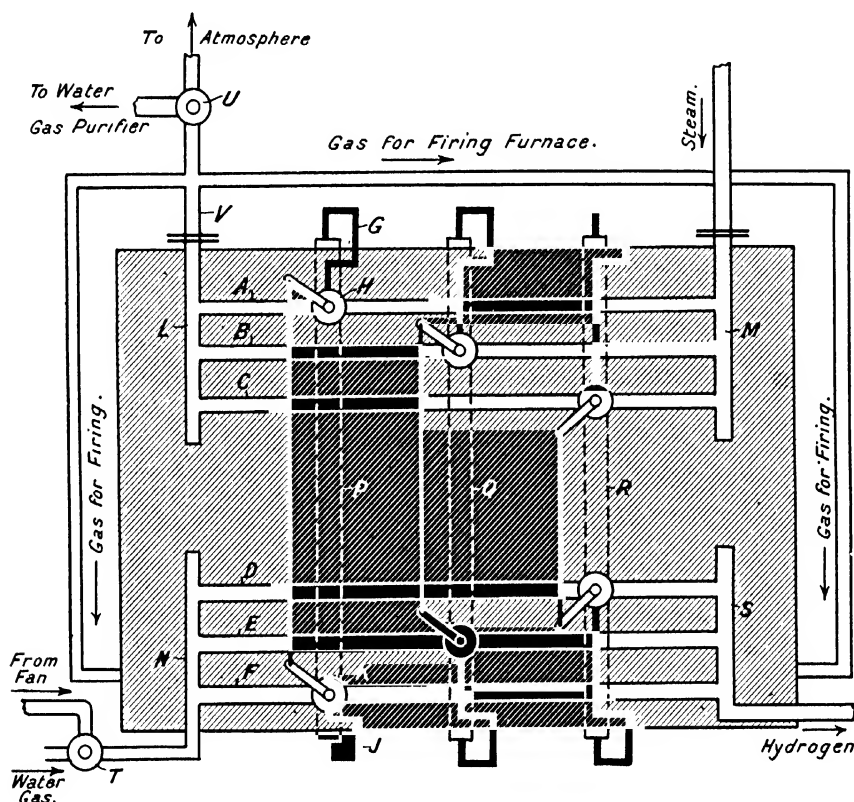 To Atmosphere
To Water
Gas Purifier
U
Gas for Firing Furnace.
Steam.
V
G
A
H
L
B
M
C
Gas for Firing.
Gas for Firing.
P
Q
R
D
S
E
N
F
From
Fan
J
T
Water
Gas.
Hydrogen